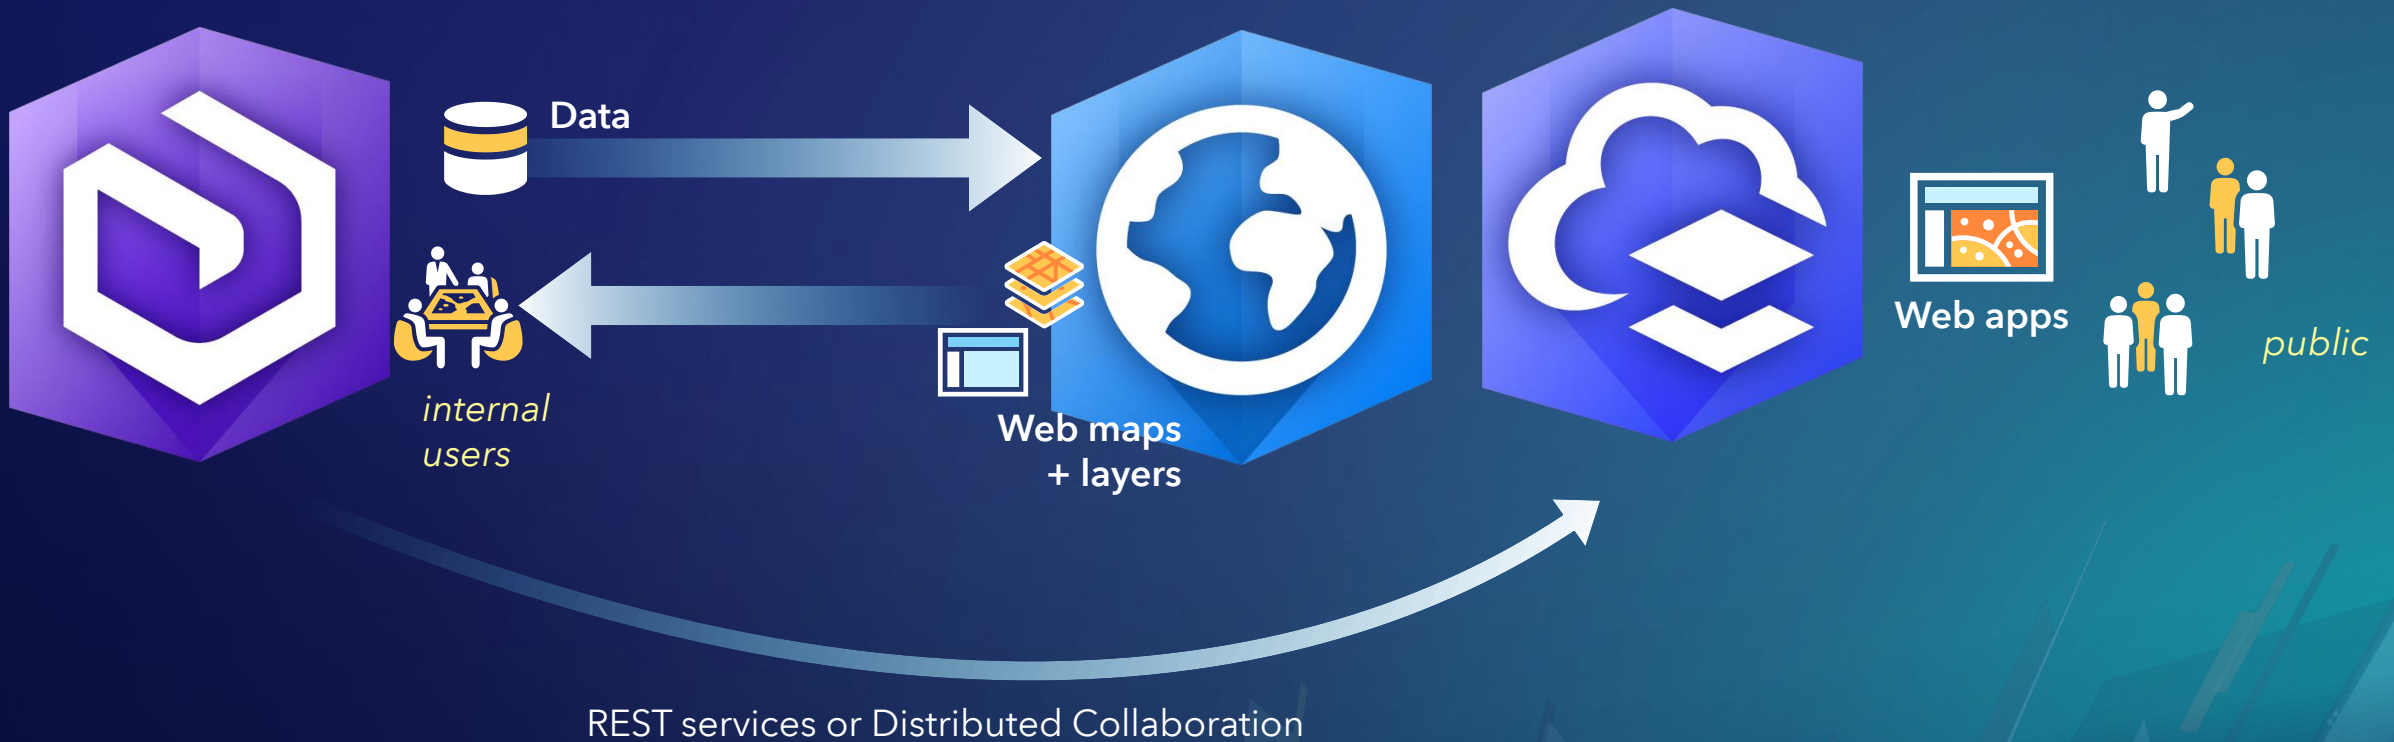 Data
internal
users
Web maps
+ layers
Web apps
public
REST services or Distributed Collaboration